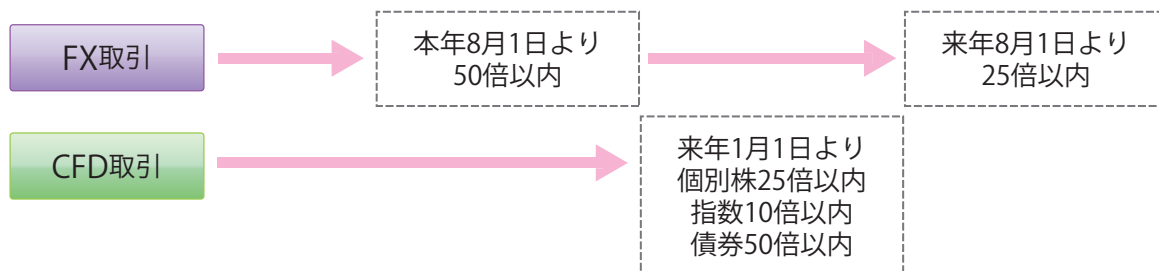 FX取引
本年8月1日より
50倍以内
来年8月1日より
25倍以内
CFD取引
来年1月1日より
個別株25倍以内
指数10倍以内
債券50倍以内